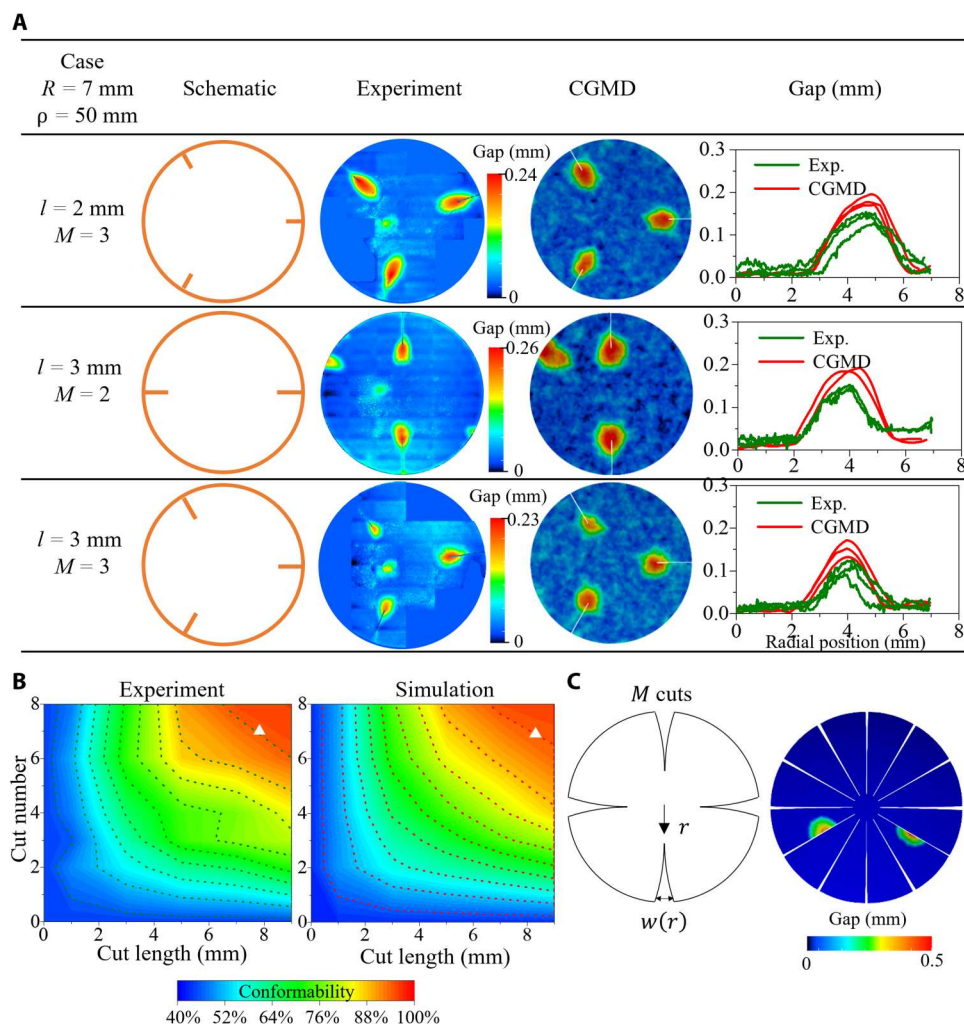 A
Case
R = 7 mm
ρ = 50 mm
Schematic
Experiment
CGMD
Gap (mm)
l = 2 mm
M = 3
Gap (mm)
0.24
0
0.3
0.2
0.1
0.0
Exp.
CGMD
0 2 4 6 8
l = 3 mm
M = 2
Gap (mm)
0.26
0
0.3
0.2
0.1
0.0
Exp.
CGMD
0 2 4 6 8
l = 3 mm
M = 3
Gap (mm)
0.23
0
0.3
0.2
0.1
0.0
Exp.
CGMD
0 2 4 6 8
Radial position (mm)
B
Experiment
Simulation
Cut number
8
6
4
2
0
0 2 4 6 8
Cut length (mm)
8
6
4
2
0
0 2 4 6 8
Cut length (mm)
Conformability
40% 52% 64% 76% 88% 100%
C
M cuts
r
w(r)
Gap (mm)
0 0.5